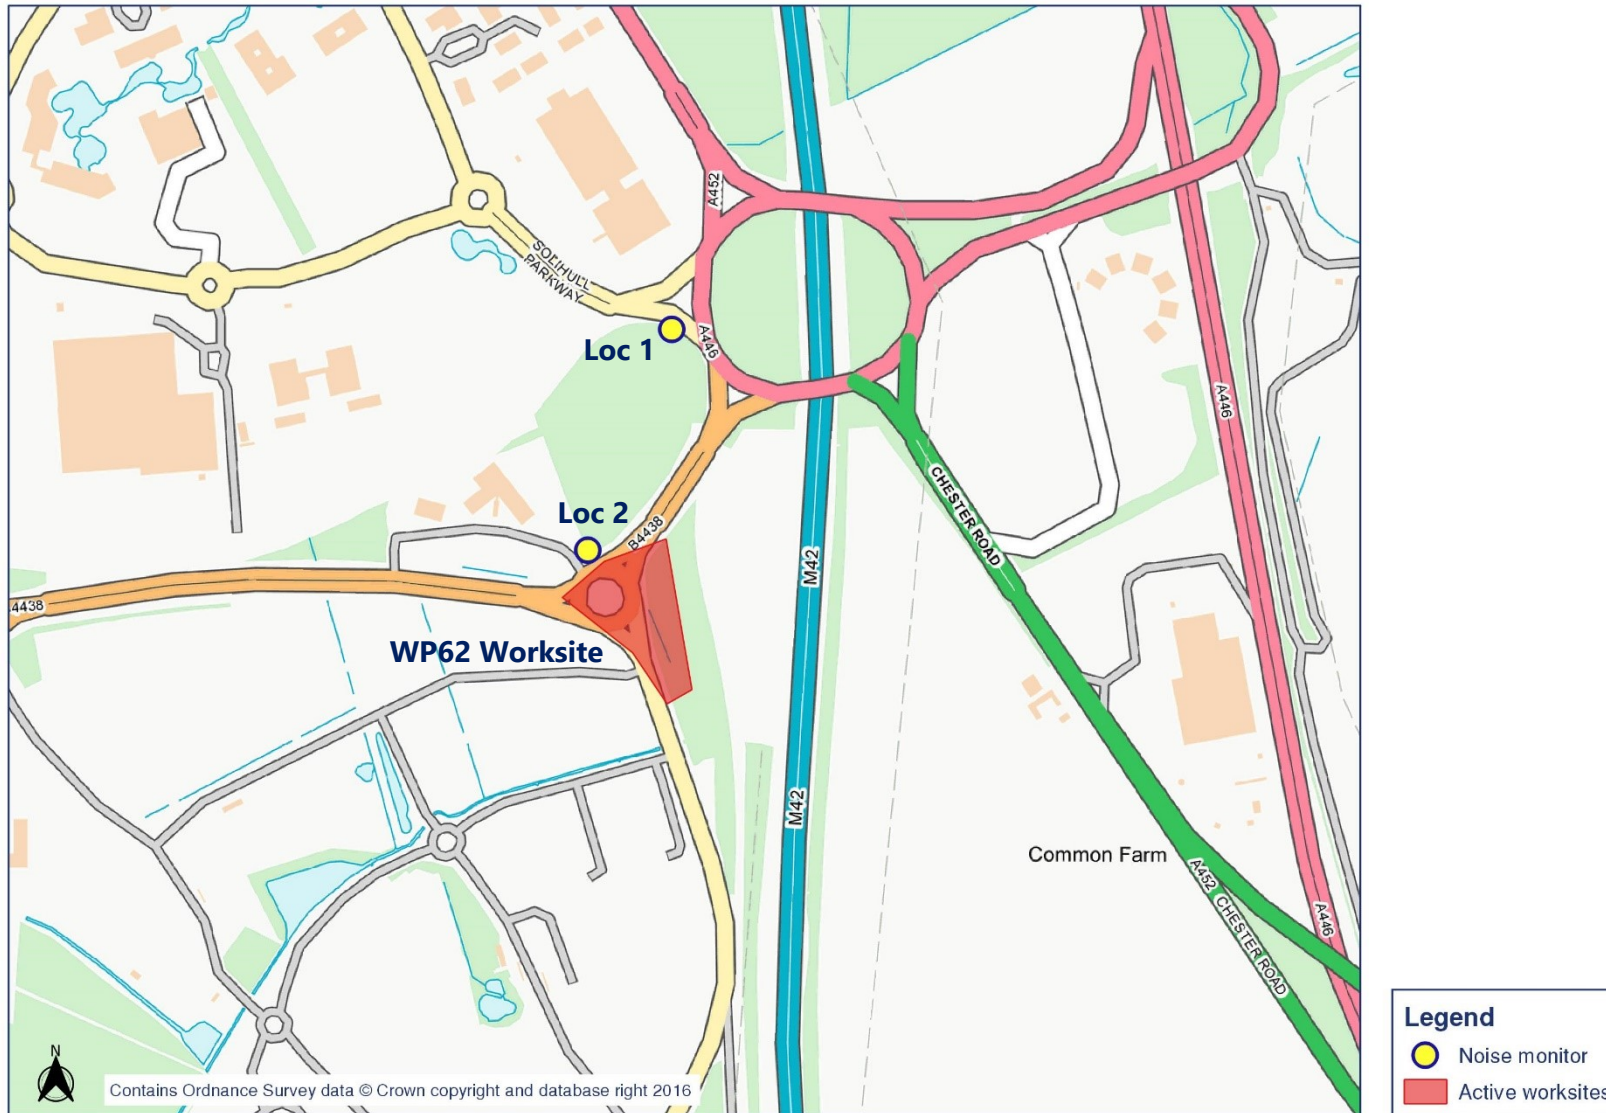 A452
SOLIHULL
PARKWAY
A446
Loc 1
A446
CHESTER ROAD
Loc 2
B4438
M42
4438
WP62 Worksite
M42
Common Farm
A452 CHESTER ROAD
A446
N
Contains Ordnance Survey data © Crown copyright and database right 2016
Legend
Noise monitor
Active worksites